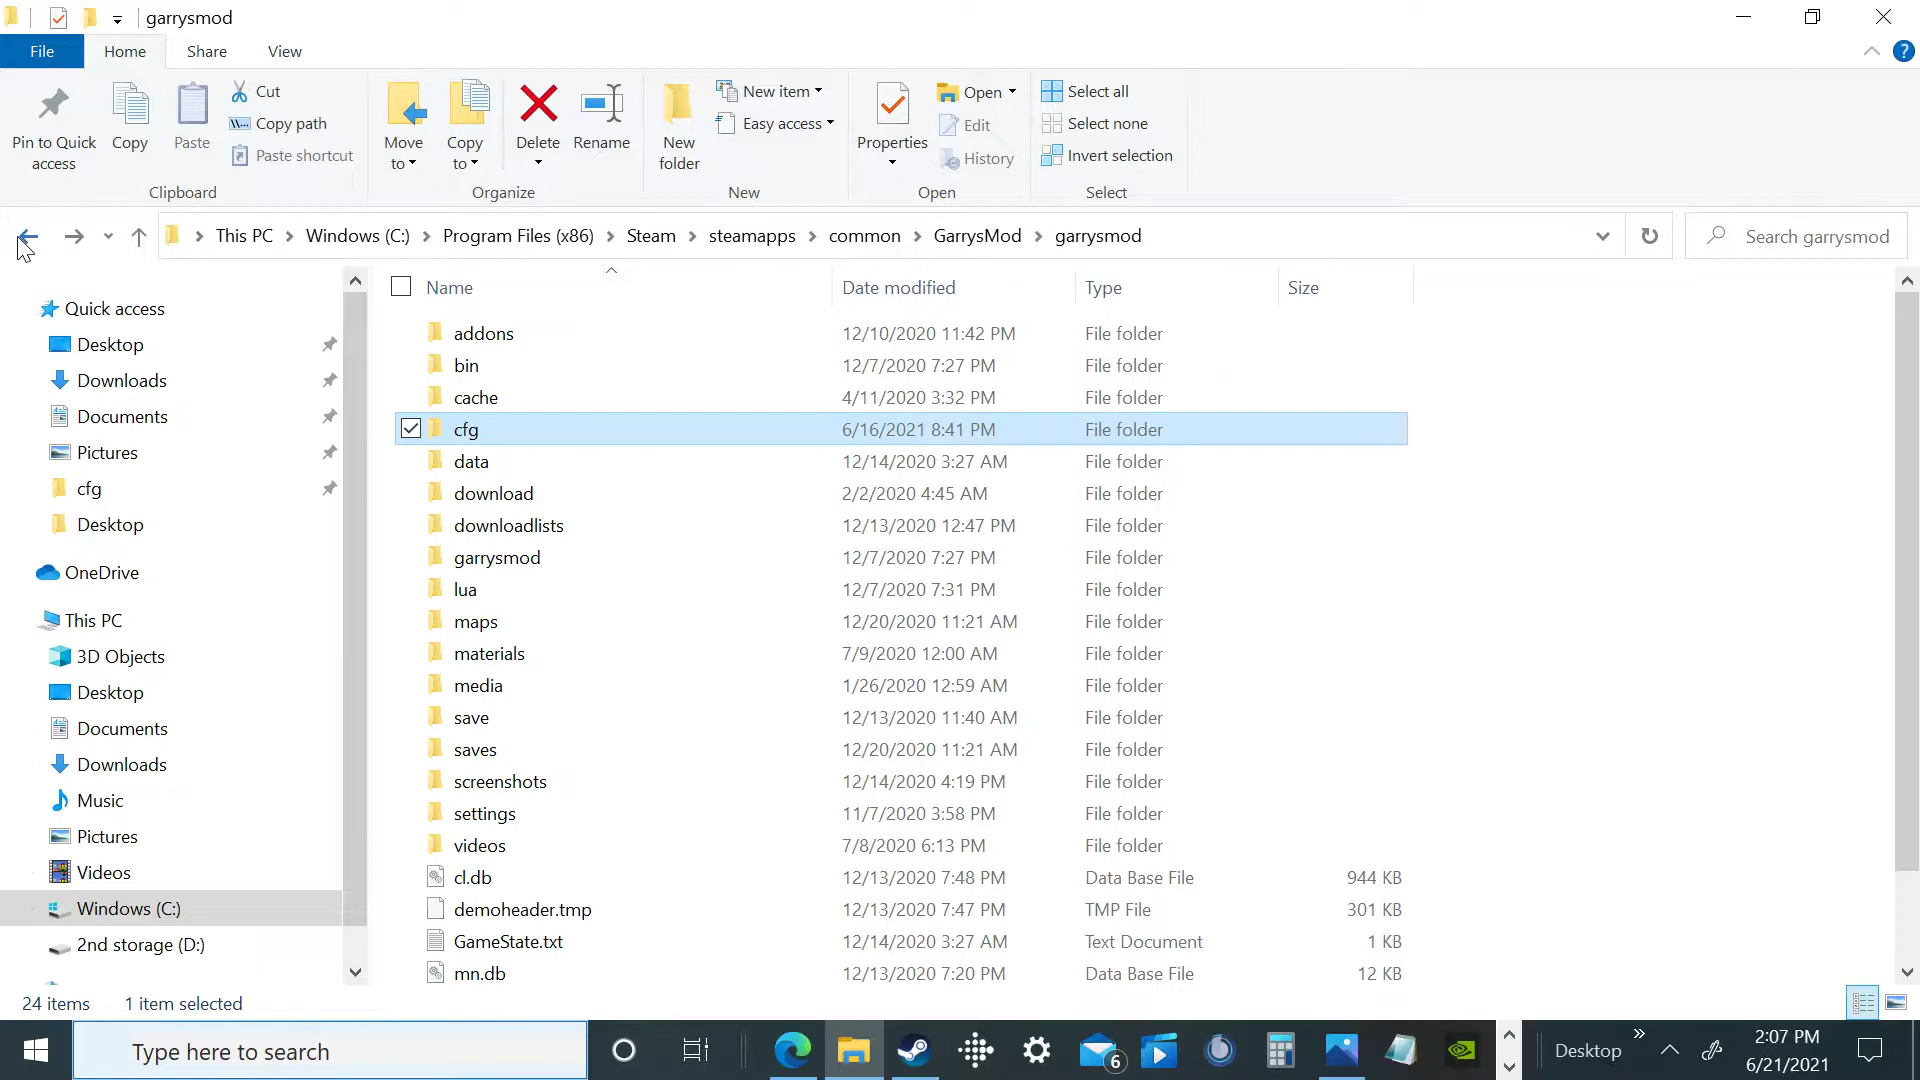 garrysmod
File Home Share View
Pin to Quick access
Copy
Paste
Cut
Copy path
Paste shortcut
Clipboard
Move to
Copy to
Delete
Rename
Organize
New folder
New item
Easy access
New
Properties
Open
Edit
History
Open
Select all
Select none
Invert selection
Select
This PC Windows (C:) Program Files (x86) Steam steamapps common GarrysMod garrysmod
Search garrysmod
Quick access
Desktop
Downloads
Documents
Pictures
cfg
Desktop
OneDrive
This PC
3D Objects
Desktop
Documents
Downloads
Music
Pictures
Videos
Windows (C:)
2nd storage (D:)
Name Date modified Type Size
addons 12/10/2020 11:42 PM File folder
bin 12/7/2020 7:27 PM File folder
cache 4/11/2020 3:32 PM File folder
cfg 6/16/2021 8:41 PM File folder
data 12/14/2020 3:27 AM File folder
download 2/2/2020 4:45 AM File folder
downloadlists 12/13/2020 12:47 PM File folder
garrysmod 12/7/2020 7:27 PM File folder
lua 12/7/2020 7:31 PM File folder
maps 12/20/2020 11:21 AM File folder
materials 7/9/2020 12:00 AM File folder
media 1/26/2020 12:59 AM File folder
save 12/13/2020 11:40 AM File folder
saves 12/20/2020 11:21 AM File folder
screenshots 12/14/2020 4:19 PM File folder
settings 11/7/2020 3:58 PM File folder
videos 7/8/2020 6:13 PM File folder
cl.db 12/13/2020 7:48 PM Data Base File 944 KB
demoheader.tmp 12/13/2020 7:47 PM TMP File 301 KB
GameState.txt 12/14/2020 3:27 AM Text Document 1 KB
mn.db 12/13/2020 7:20 PM Data Base File 12 KB
24 items 1 item selected
Type here to search
6
Desktop
2:07 PM
6/21/2021